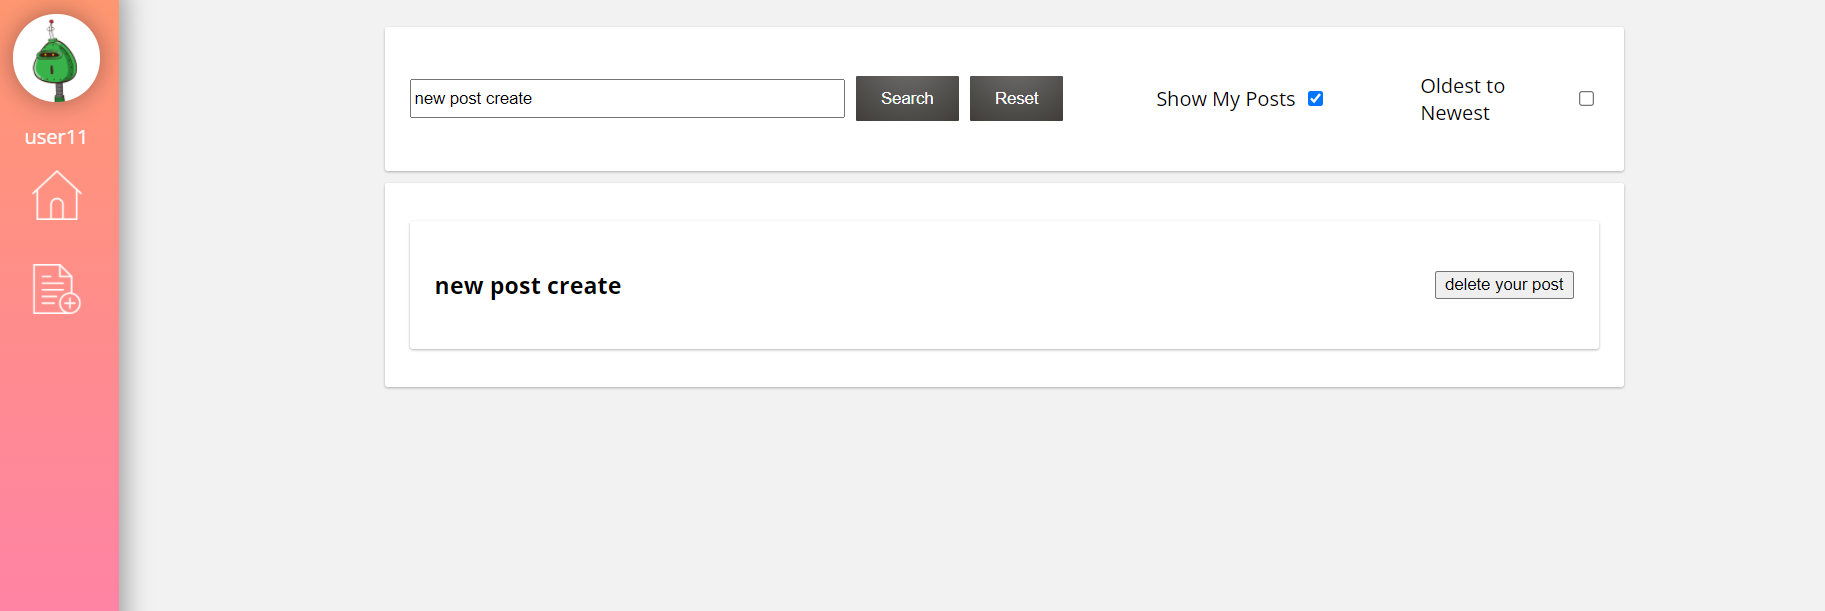 user11
new post create
Search
Reset
Show My Posts
Oldest to
Newest
new post create
delete your post